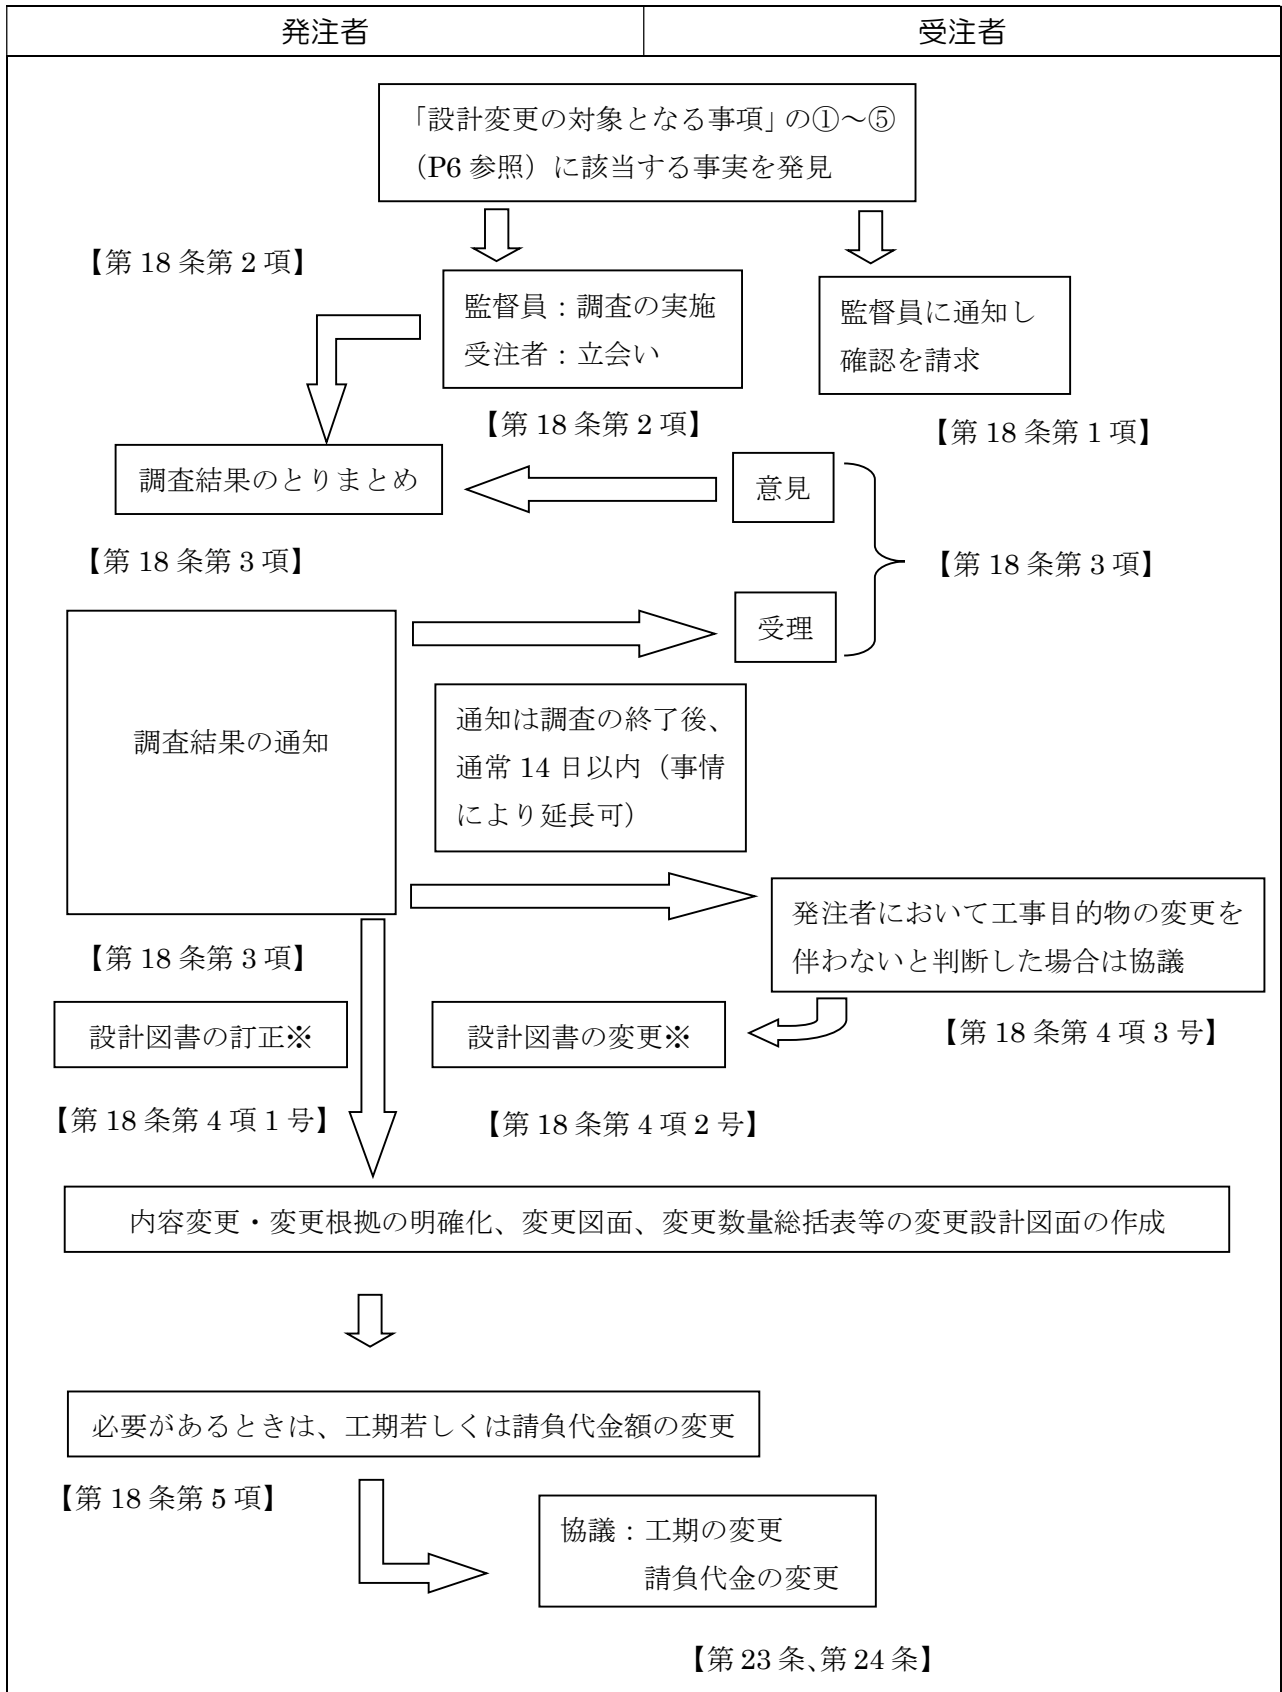 発注者
受注者
「設計変更の対象となる事項」の①～⑤
（P6 参照）に該当する事実を発見
【第 18 条第 2 項】
監督員：調査の実施
受注者：立会い
監督員に通知し
確認を請求
【第 18 条第 2 項】
【第 18 条第 1 項】
調査結果のとりまとめ
意見
【第 18 条第 3 項】
【第 18 条第 3 項】
受理
調査結果の通知
通知は調査の終了後、
通常 14 日以内（事情
により延長可）
発注者において工事目的物の変更を
伴わないと判断した場合は協議
【第 18 条第 3 項】
設計図書の訂正※
設計図書の変更※
【第 18 条第 4 項 3 号】
【第 18 条第 4 項 1 号】
【第 18 条第 4 項 2 号】
内容変更・変更根拠の明確化、変更図面、変更数量総括表等の変更設計図面の作成
必要があるときは、工期若しくは請負代金額の変更
【第 18 条第 5 項】
協議：工期の変更
請負代金の変更
【第 23 条、第 24 条】